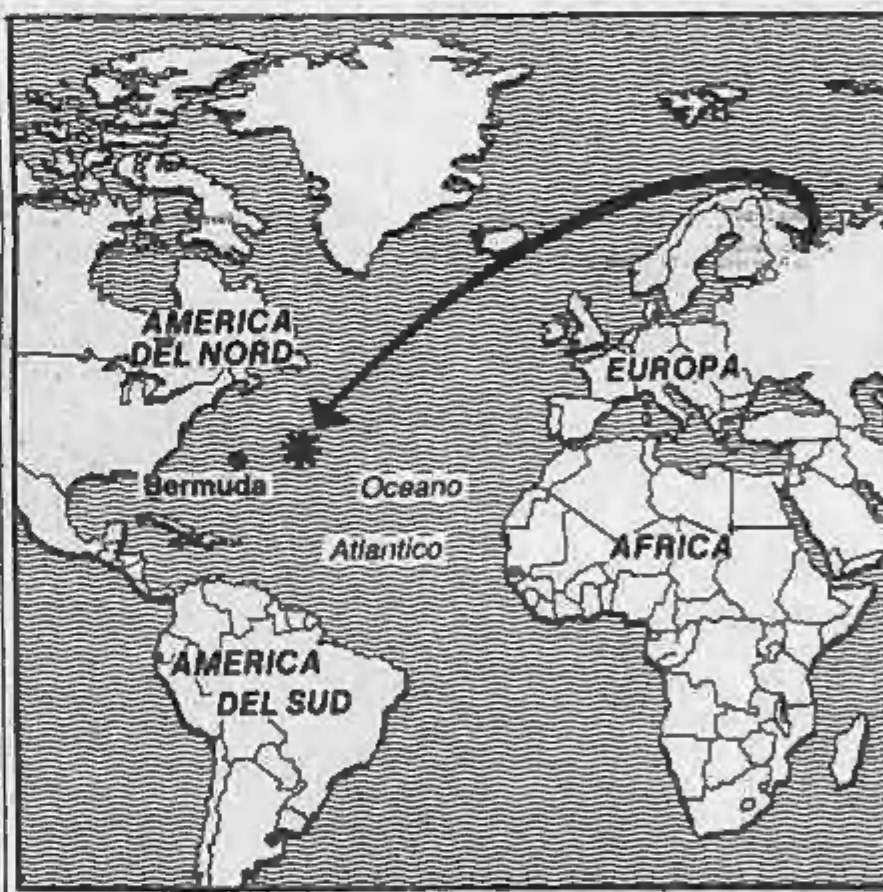 AMERICA
DEL NORD
EUROPA
Bermuda
Oceano
Atlantico
AFRICA
AMERICA
DEL SUD